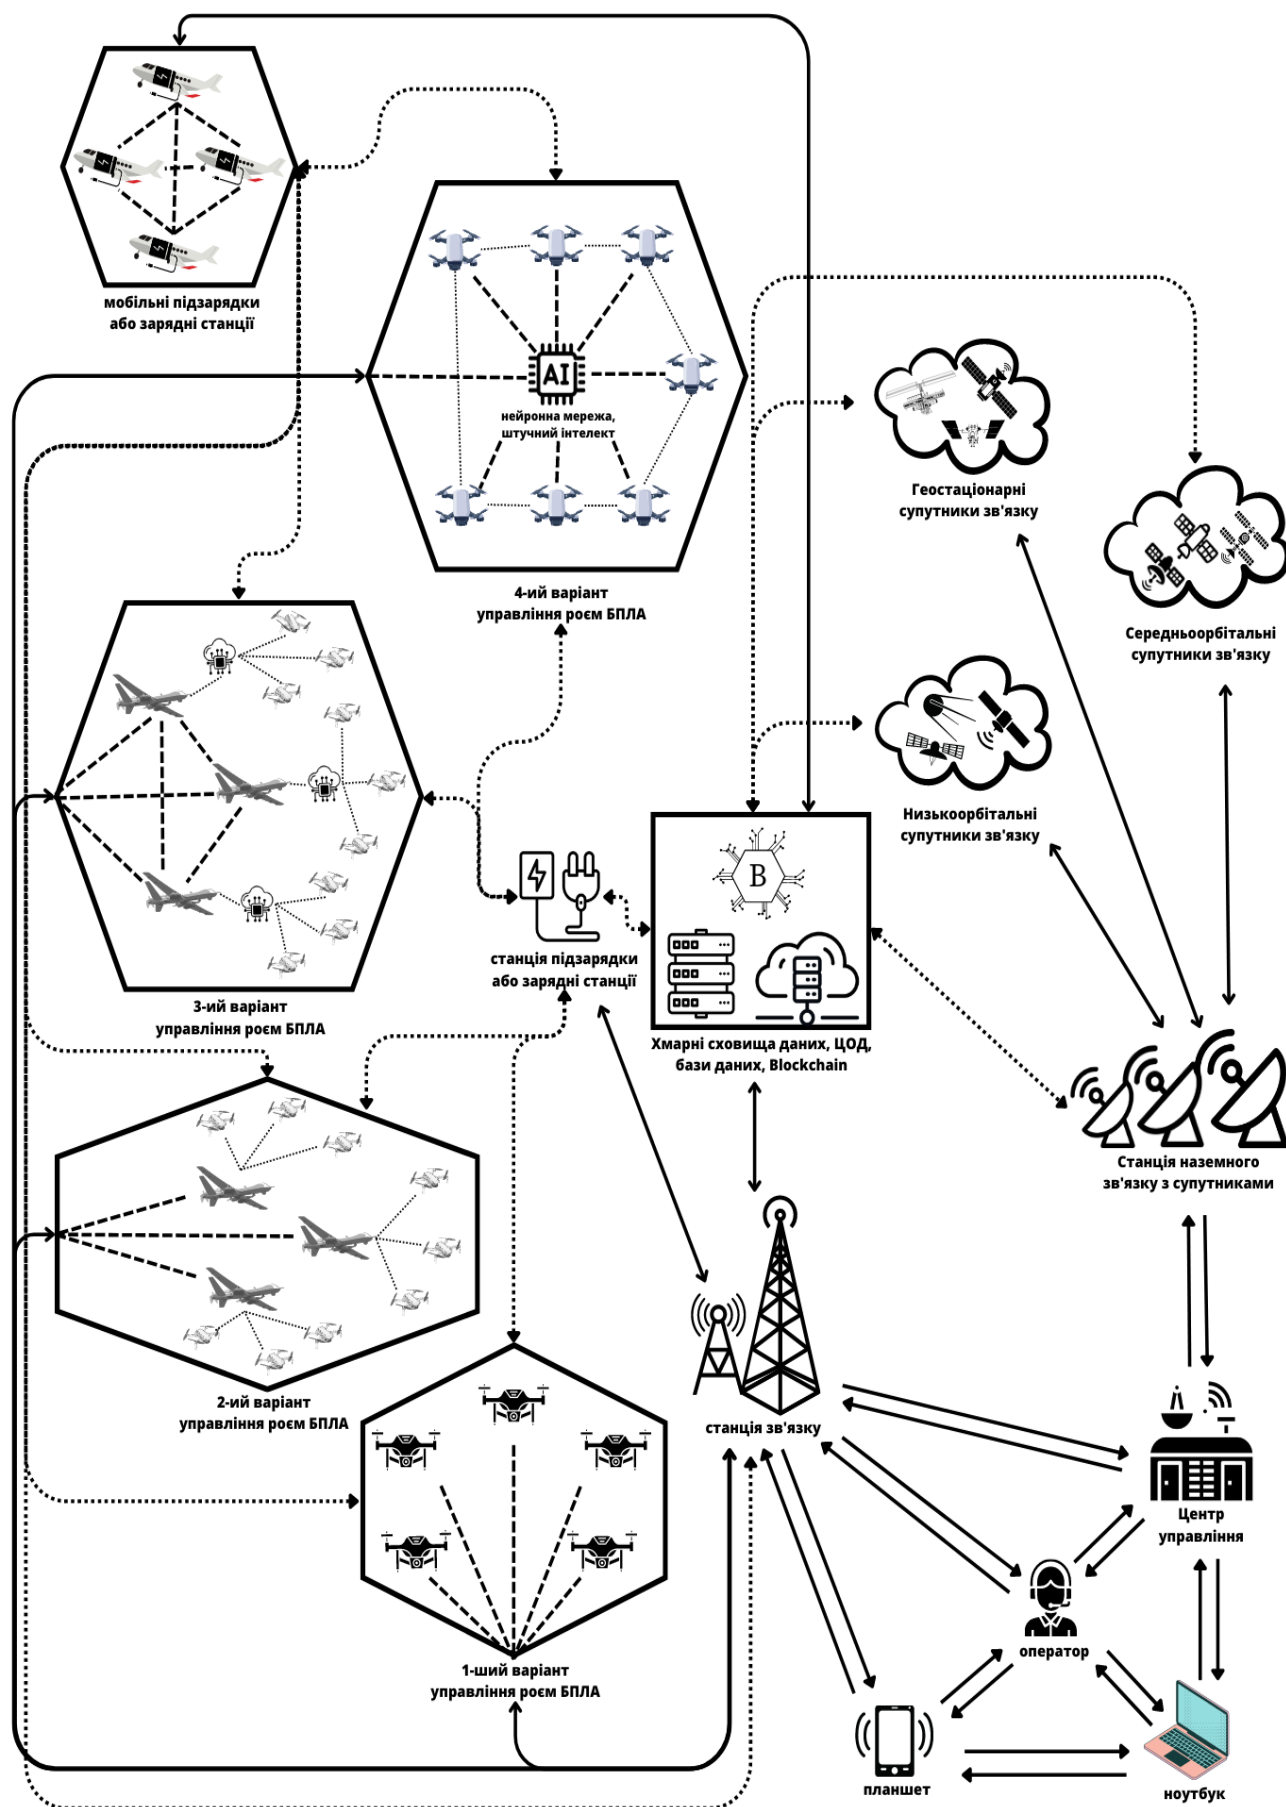 мобільні підзарядки
або зарядні станції
AI
нейронна мережа,
штучний інтелект
4-ий варіант
управління роєм БПЛА
Геостаціонарні
супутники зв'язку
Середньоорбітальні
супутники зв'язку
Низькоорбітальні
супутники зв'язку
B
3-ий варіант
управління роєм БПЛА
станція підзарядки
або зарядні станції
Хмарні сховища даних, ЦОД,
бази даних, Blockchain
Станція наземного
зв'язку з супутниками
2-ий варіант
управління роєм БПЛА
станція зв'язку
Центр
управління
оператор
1-ший варіант
управління роєм БПЛА
планшет
ноутбук